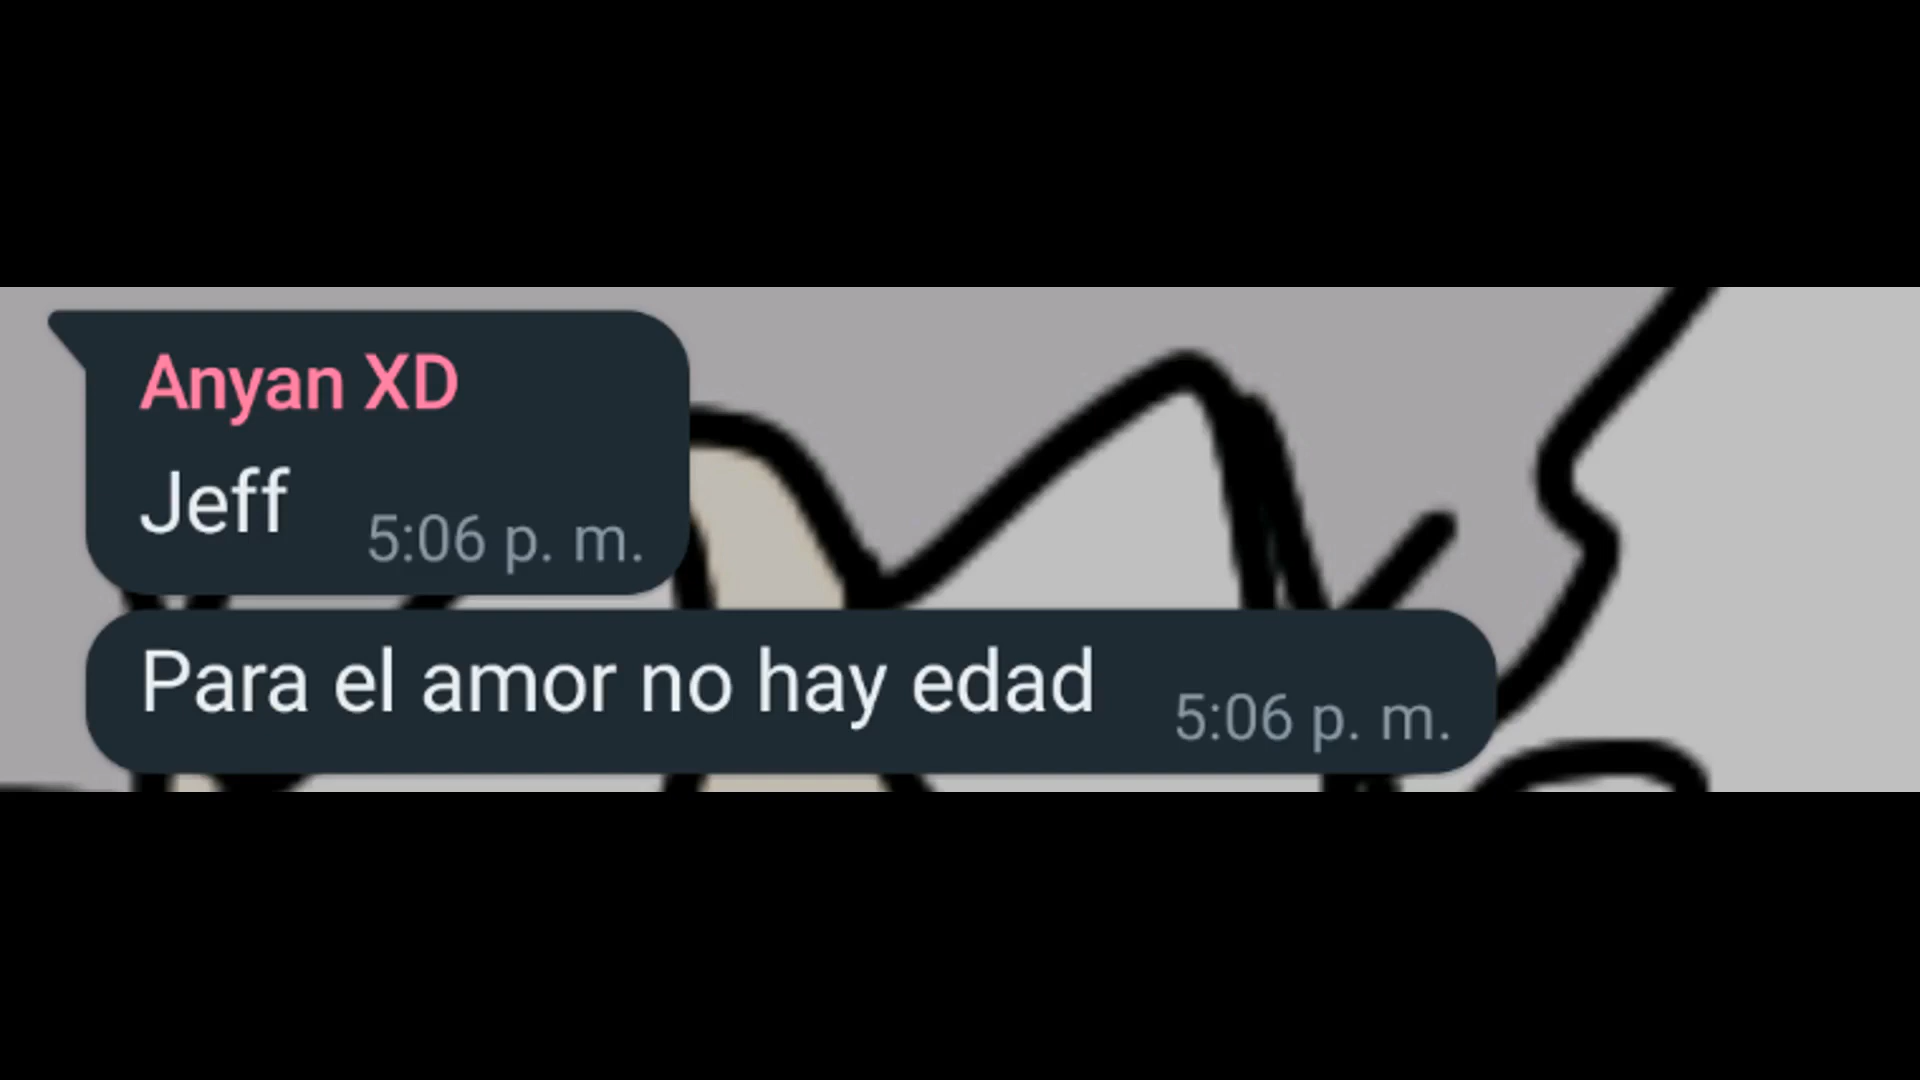 Anyan XD
Jeff
5:06 p. m.
Para el amor no hay edad
5:06 p. m.